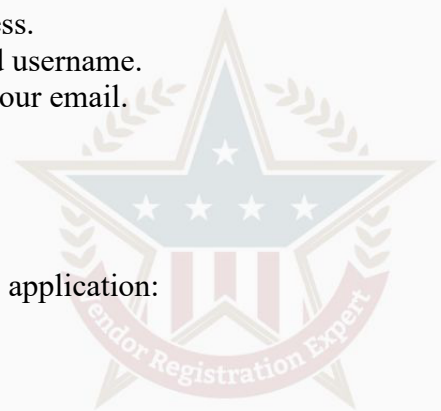 ess.
d username.
our email.
application:
Vendor Registration Expert